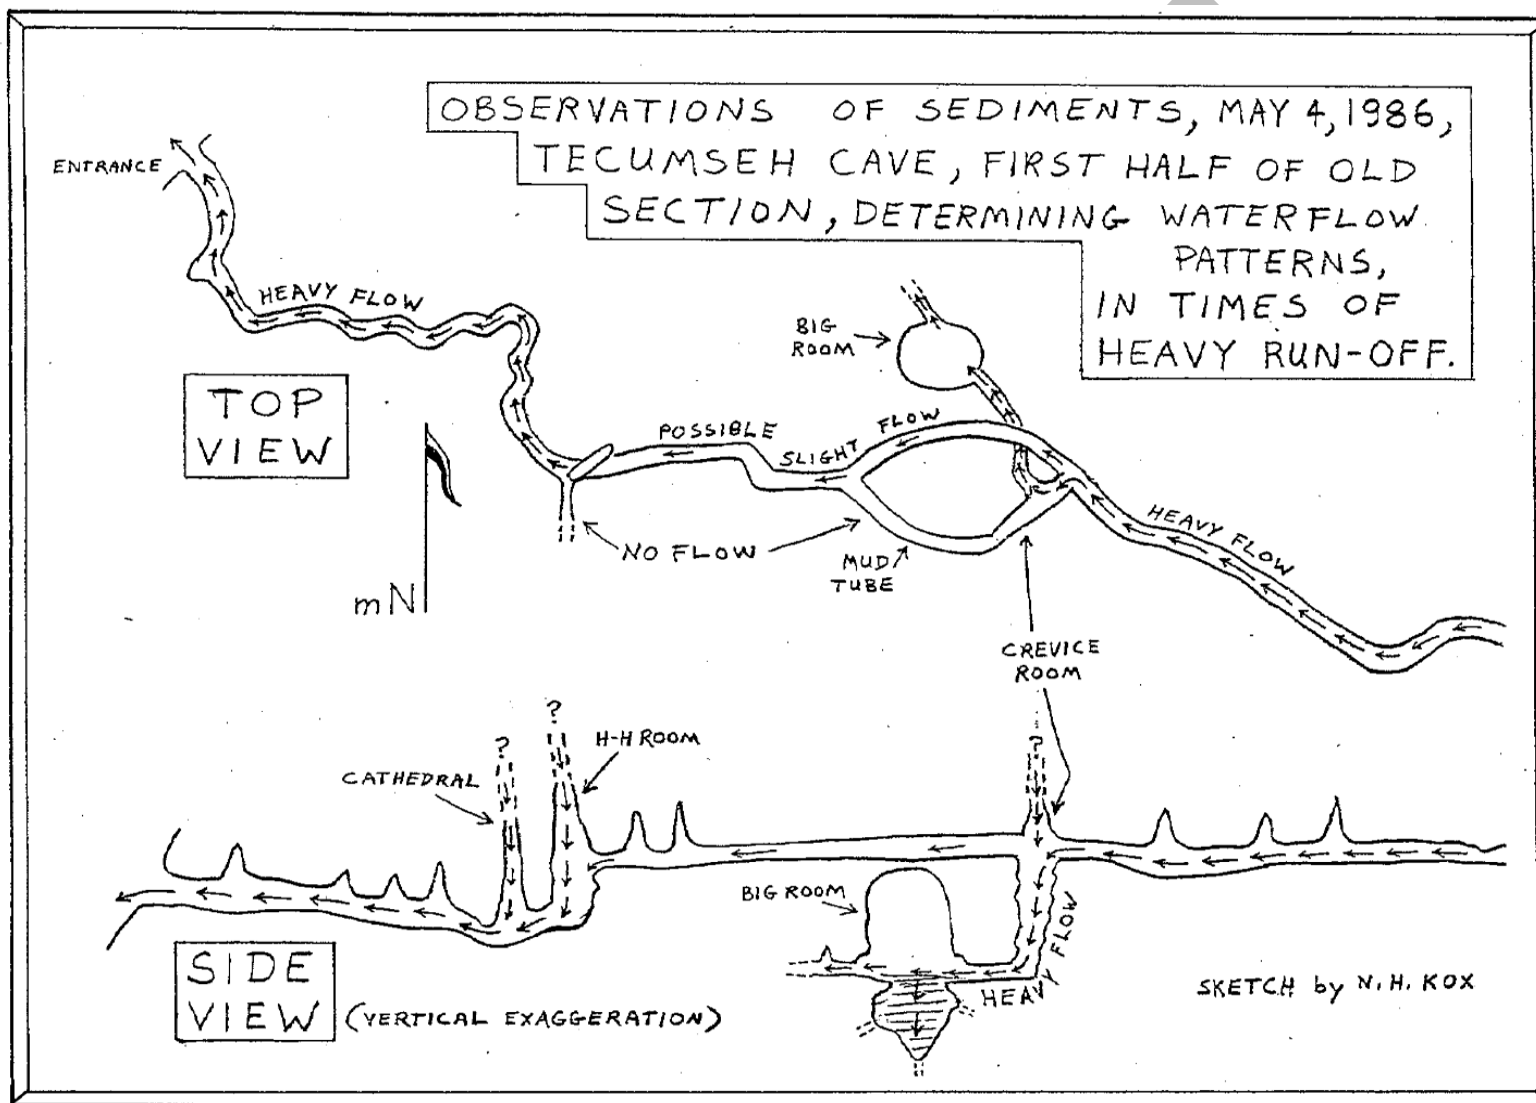 OBSERVATIONS OF SEDIMENTS, MAY 4, 1986,
TECUMSEH CAVE, FIRST HALF OF OLD
SECTION, DETERMINING WATERFLOW
PATTERNS,
IN TIMES OF
HEAVY RUN-OFF.
ENTRANCE
HEAVY FLOW
BIG
ROOM
TOP
VIEW
POSSIBLE
SLIGHT FLOW
HEAVY FLOW
NO FLOW
MUD
TUBE
mN
CREVICE
ROOM
?
?
?
H-H ROOM
CATHEDRAL
BIG ROOM
HEAVY FLOW
SIDE
VIEW (VERTICAL EXAGGERATION)
SKETCH by N.H. KOX